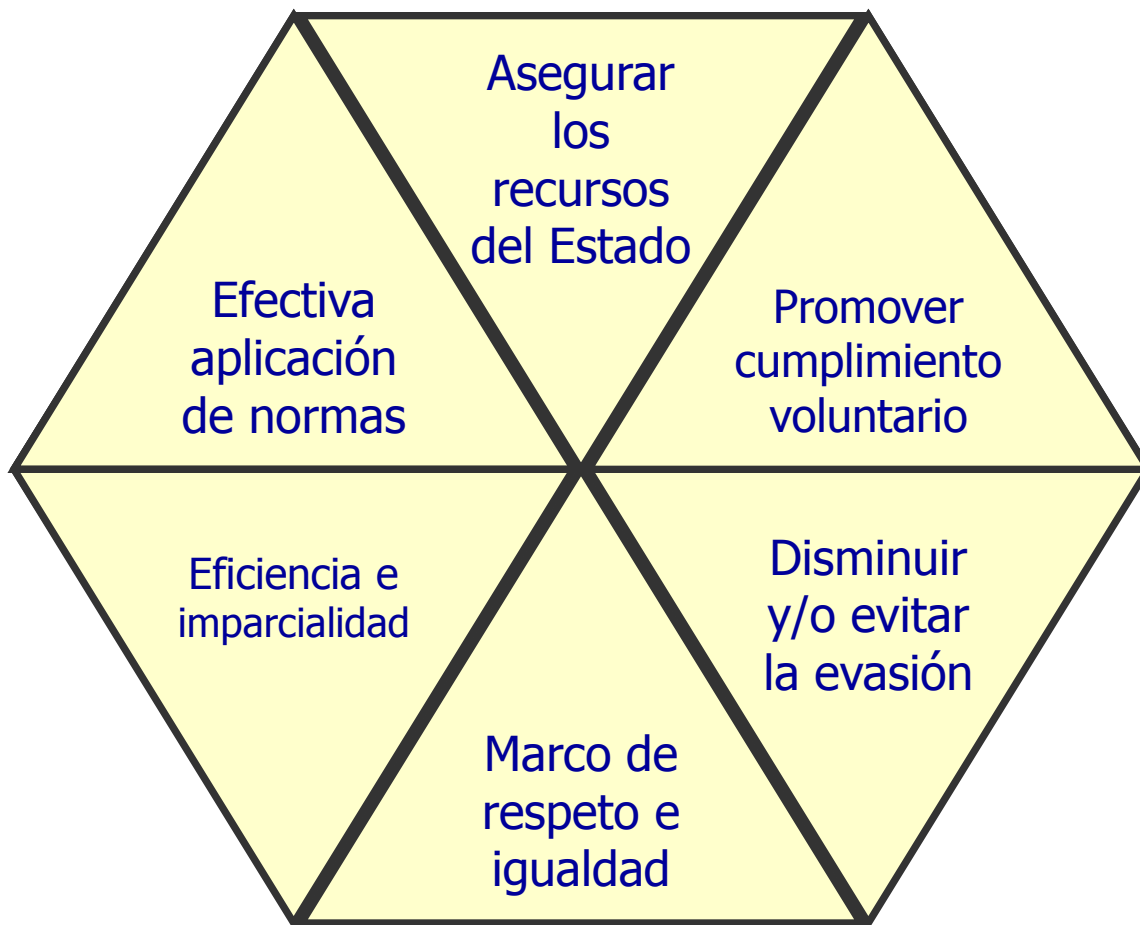 Asegurar
los
recursos
del Estado
Efectiva
aplicación
de normas
Promover
cumplimiento
voluntario
Eficiencia e
imparcialidad
Disminuir
y/o evitar
la evasión
Marco de
respeto e
igualdad